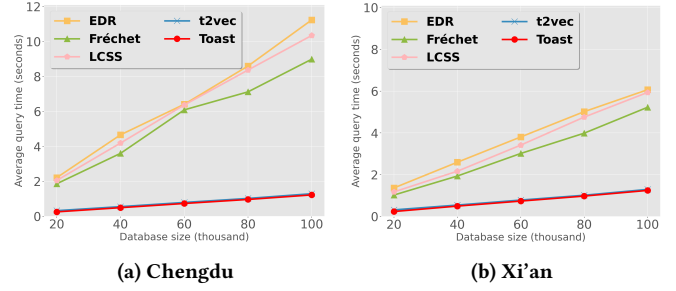 12
10
8
6
4
2
0
Average query time (seconds)
EDR
Fréchet
LCSS
t2vec
Toast
20 40 60 80 100
Database size (thousand)
(a) Chengdu
10
8
6
4
2
0
Average query time (seconds)
EDR
Fréchet
LCSS
t2vec
Toast
20 40 60 80 100
Database size (thousand)
(b) Xi’an